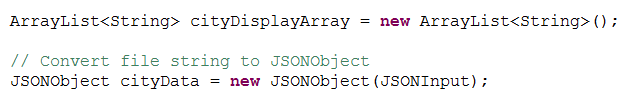 ArrayList<String> cityDisplayArray = new ArrayList<String>();
// Convert file string to JSONObject
JSONObject cityData = new JSONObject(JSONInput);